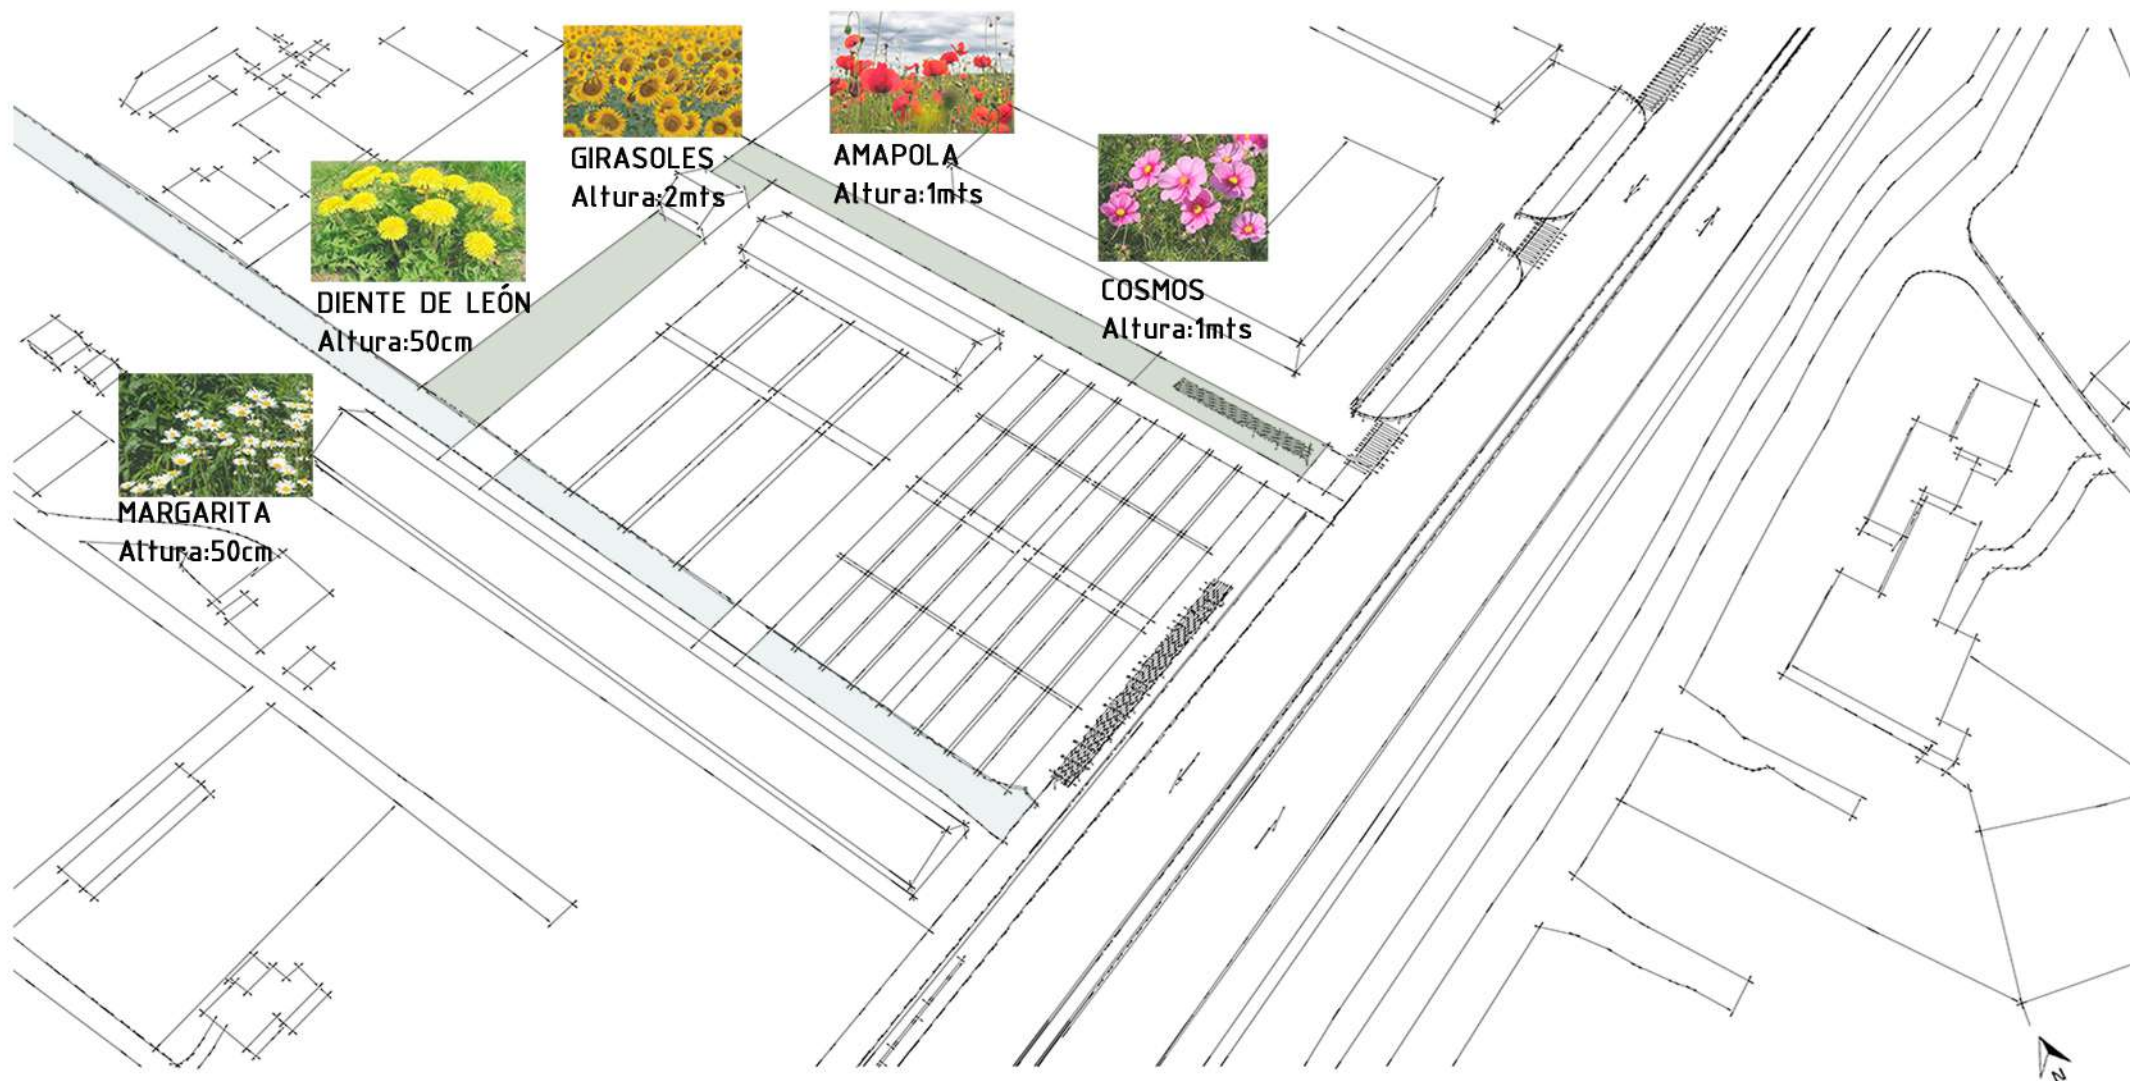 GIRASOLES
Altura:2mts
AMAPOLA
Altura:1mts
COSMOS
Altura:1mts
DIENTE DE LEÓN
Altura:50cm
MARGARITA
Altura:50cm
N